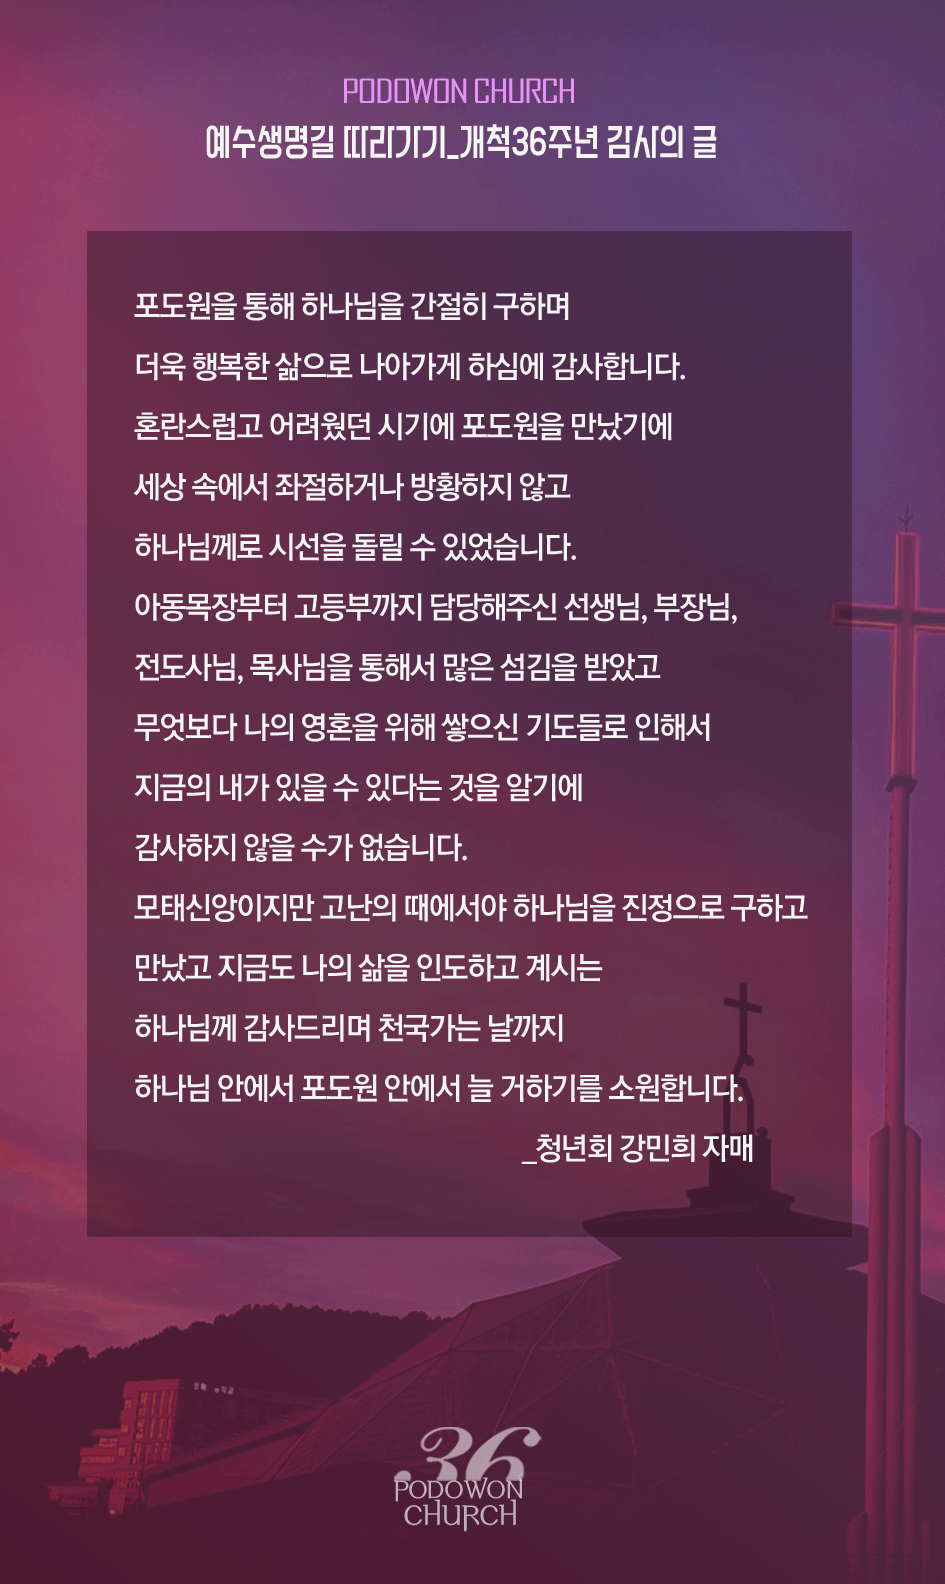 PODOWON CHURCH
예수생명길 따라가기_개척36주년 감사의 글
포도원을 통해 하나님을 간절히 구하며
더욱 행복한 삶으로 나아가게 하심에 감사합니다.
혼란스럽고 어려웠던 시기에 포도원을 만났기에
세상 속에서 좌절하거나 방황하지 않고
하나님께로 시선을 돌릴 수 있었습니다.
아동목장부터 고등부까지 담당해주신 선생님, 부장님,
전도사님, 목사님을 통해서 많은 섬김을 받았고
무엇보다 나의 영혼을 위해 쌓으신 기도들로 인해서
지금의 내가 있을 수 있다는 것을 알기에
감사하지 않을 수가 없습니다.
모태신앙이지만 고난의 때에서야 하나님을 진정으로 구하고
만났고 지금도 나의 삶을 인도하고 계시는
하나님께 감사드리며 천국가는 날까지
하나님 안에서 포도원 안에서 늘 거하기를 소원합니다.
_청년회 강민희 자매
36
PODOWON
CHURCH